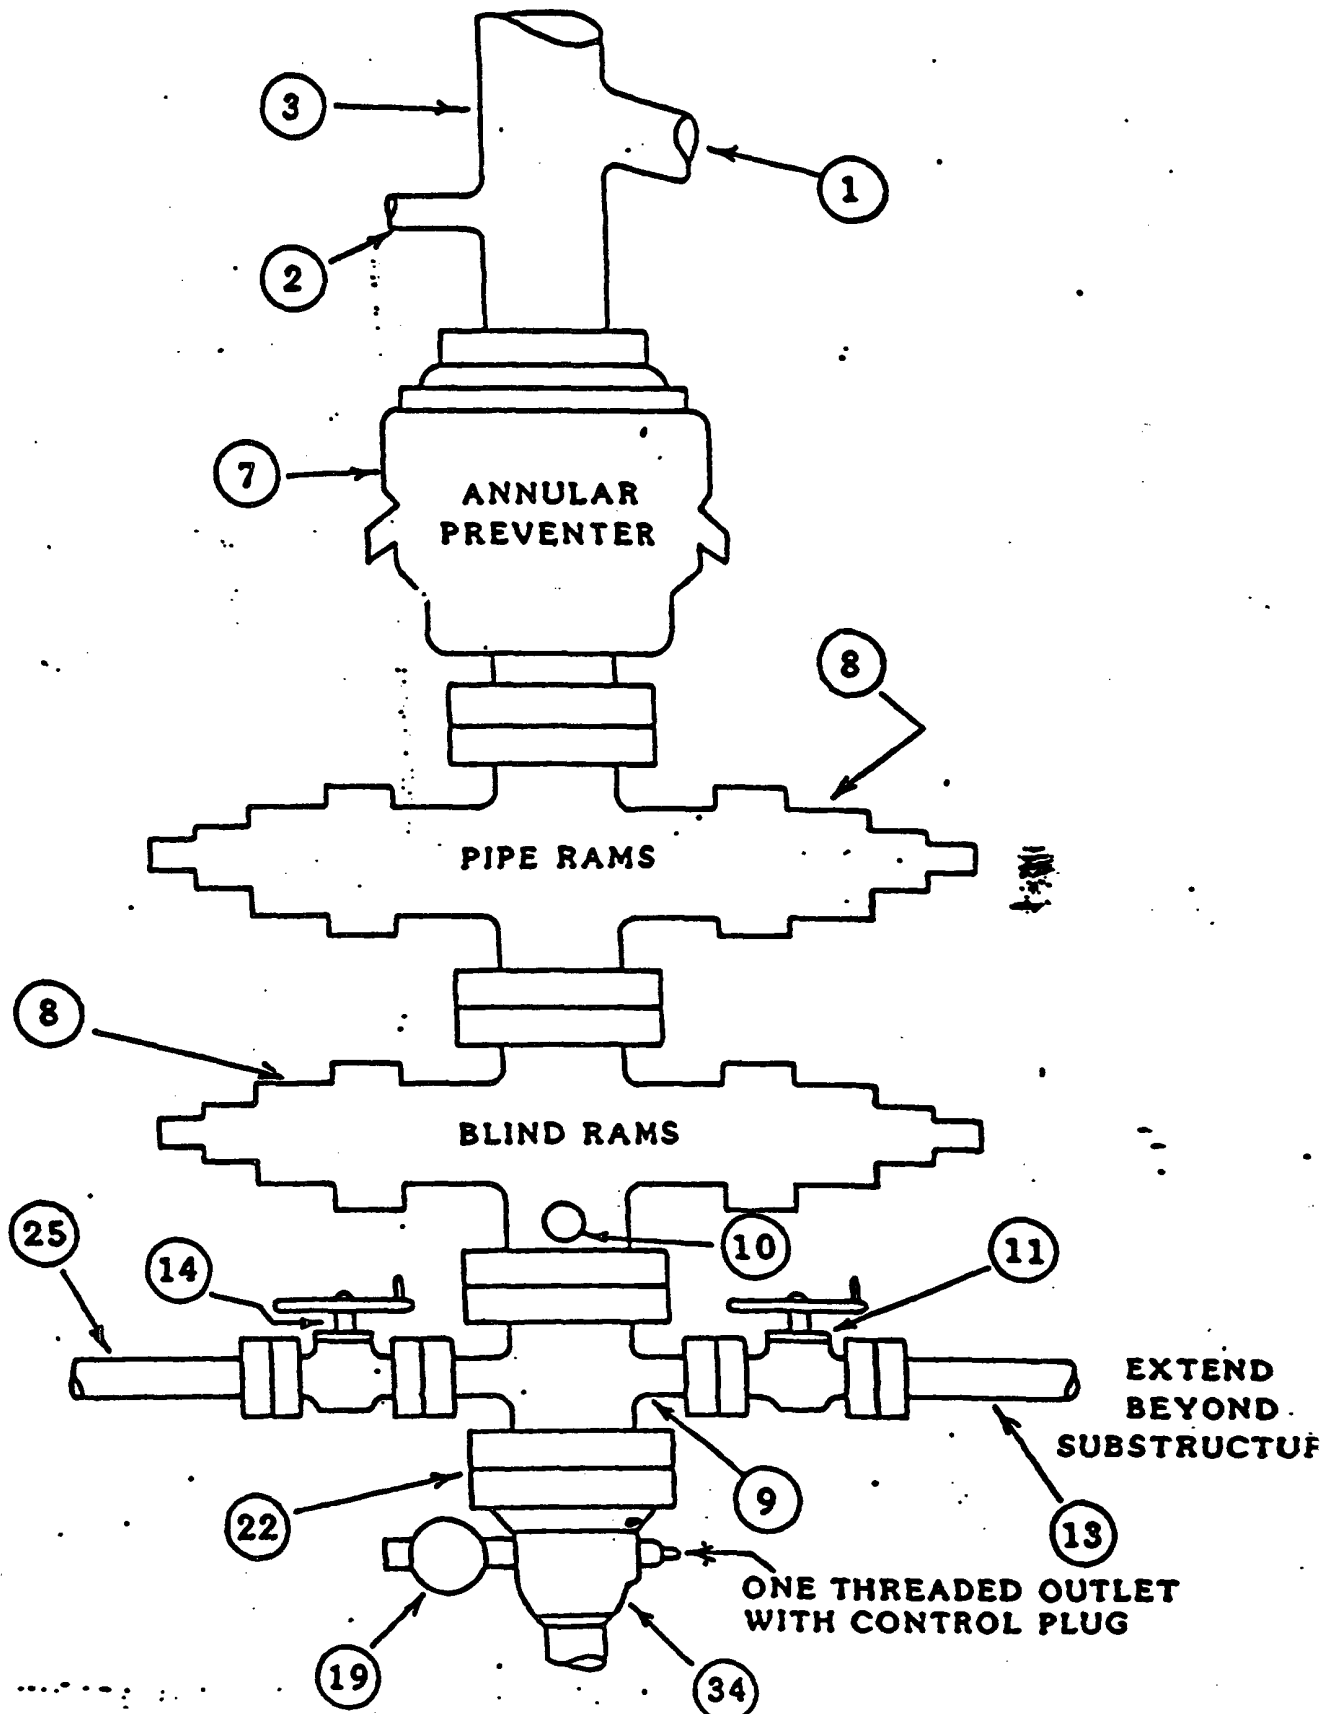 3
1
2
7
ANNULAR
PREVENTER
8
PIPE RAMS
8
BLIND RAMS
25
14
10
11
EXTEND
BEYOND
SUBSTRUCTUR
9
22
13
ONE THREADED OUTLET
WITH CONTROL PLUG
19
34